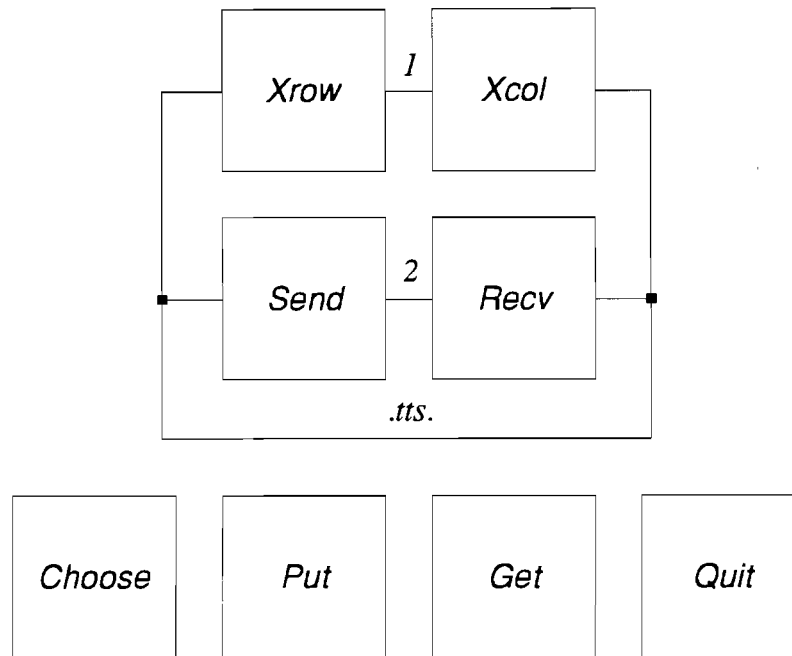 Xrow 1 Xcol
Send 2 Recv
.tts.
Choose Put Get Quit